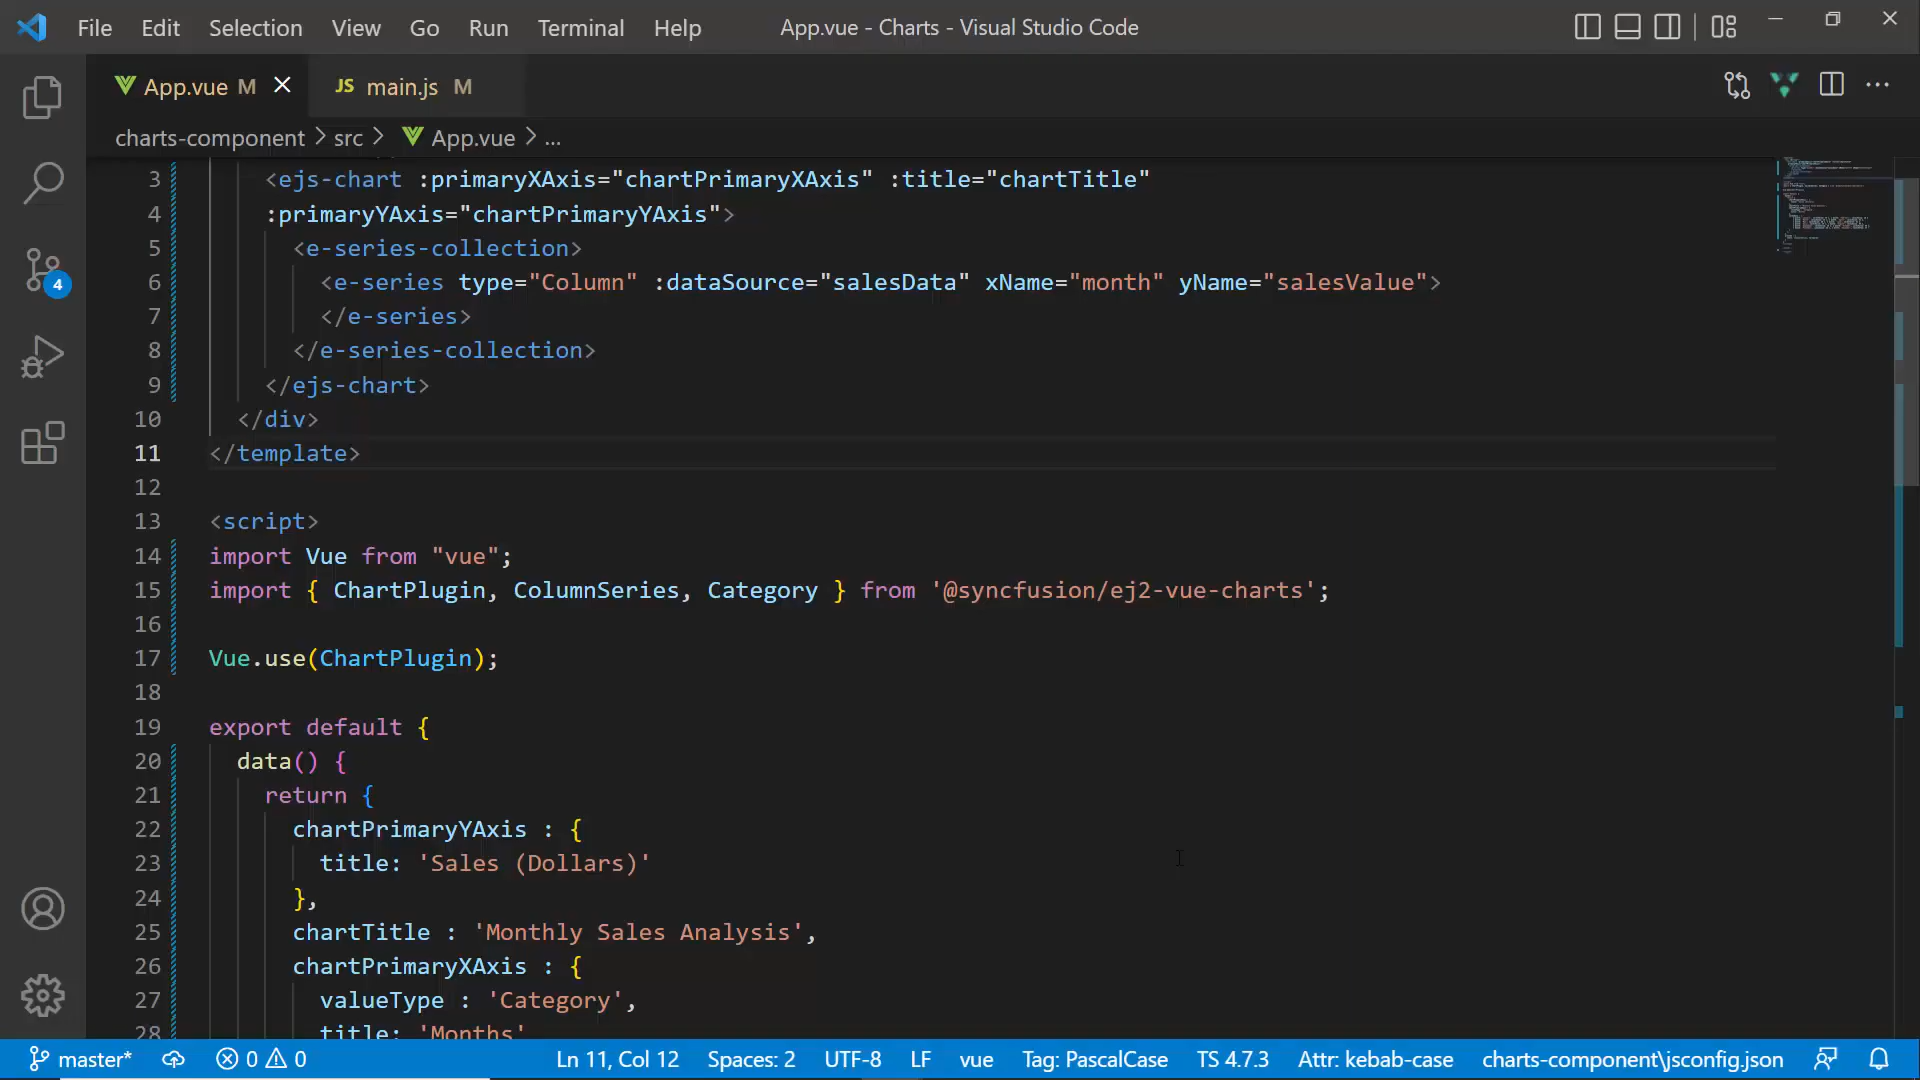 File Edit Selection View Go Run Terminal Help App.vue - Charts - Visual Studio Code
App.vue M JS main.js M
charts-component > src > App.vue > ...
4
3 <ejs-chart :primaryXAxis="chartPrimaryXAxis" :title="chartTitle"
4 :primaryYAxis="chartPrimaryYAxis">
5 <e-series-collection>
6 <e-series type="Column" :dataSource="salesData" xName="month" yName="salesValue">
7 </e-series>
8 </e-series-collection>
9 </ejs-chart>
10 </div>
11 </template>
12
13 <script>
14 import Vue from "vue";
15 import { ChartPlugin, ColumnSeries, Category } from '@syncfusion/ej2-vue-charts';
16
17 Vue.use(ChartPlugin);
18
19 export default {
20 data() {
21 return {
22 chartPrimaryYAxis : {
23 title: 'Sales (Dollars)'
24 },
25 chartTitle : 'Monthly Sales Analysis',
26 chartPrimaryXAxis : {
27 valueType : 'Category',
28 title: 'Months'
master* 0 0 Ln 11, Col 12 Spaces: 2 UTF-8 LF vue Tag: PascalCase TS 4.7.3 Attr: kebab-case charts-component\jsconfig.json